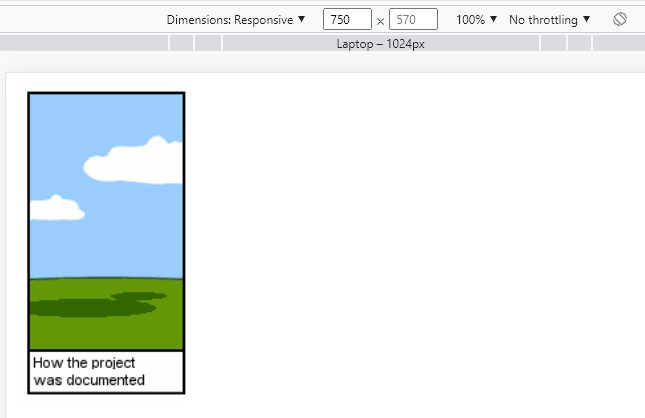 Dimensions: Responsive ▼ 750 × 570 100% ▼ No throttling ▼
Laptop – 1024px
How the project
was documented